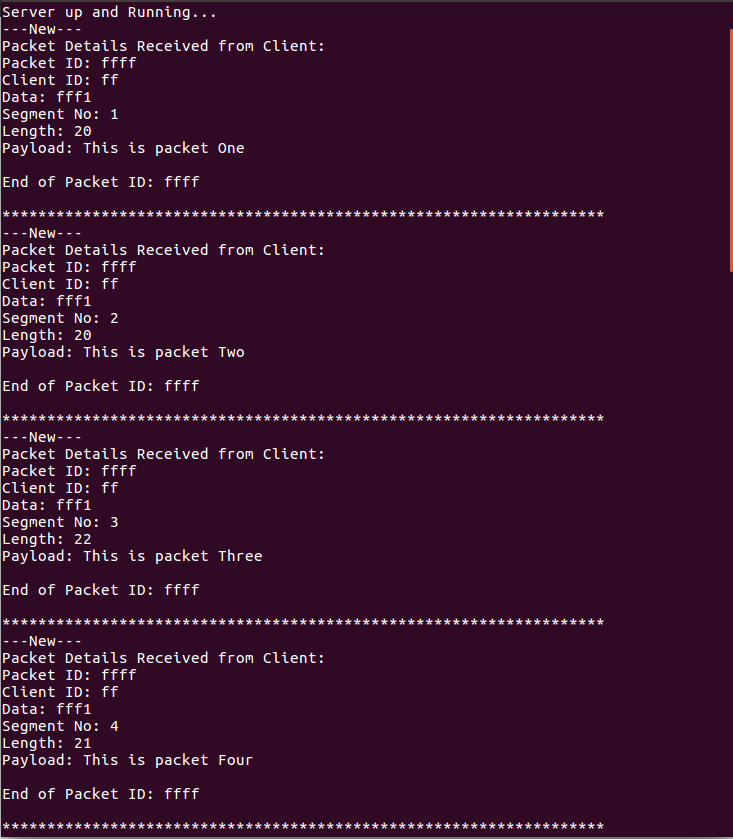 Server up and Running...
---New---
Packet Details Received from Client:
Packet ID: ffff
Client ID: ff
Data: fff1
Segment No: 1
Length: 20
Payload: This is packet One
End of Packet ID: ffff
*******************************************************************
---New---
Packet Details Received from Client:
Packet ID: ffff
Client ID: ff
Data: fff1
Segment No: 2
Length: 20
Payload: This is packet Two
End of Packet ID: ffff
*******************************************************************
---New---
Packet Details Received from Client:
Packet ID: ffff
Client ID: ff
Data: fff1
Segment No: 3
Length: 22
Payload: This is packet Three
End of Packet ID: ffff
*******************************************************************
---New---
Packet Details Received from Client:
Packet ID: ffff
Client ID: ff
Data: fff1
Segment No: 4
Length: 21
Payload: This is packet Four
End of Packet ID: ffff
*******************************************************************